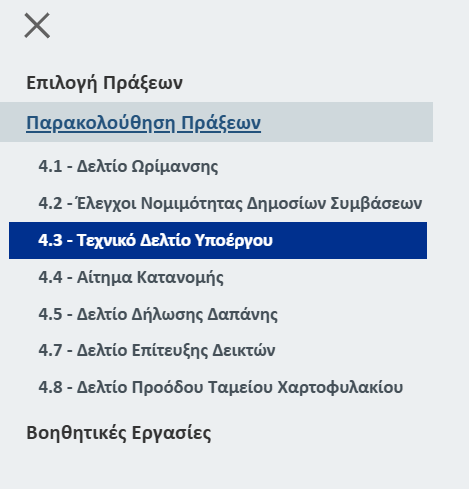 Επιλογή Πράξεων
Παρακολούθηση Πράξεων
4.1 - Δελτίο Ωρίμανσης
4.2 - Έλεγχοι Νομιμότητας Δημοσίων Συμβάσεων
4.3 - Τεχνικό Δελτίο Υποέργου
4.4 - Αίτημα Κατανομής
4.5 - Δελτίο Δήλωσης Δαπάνης
4.7 - Δελτίο Επίτευξης Δεικτών
4.8 - Δελτίο Προόδου Ταμείου Χαρτοφυλακίου
Βοηθητικές Εργασίες